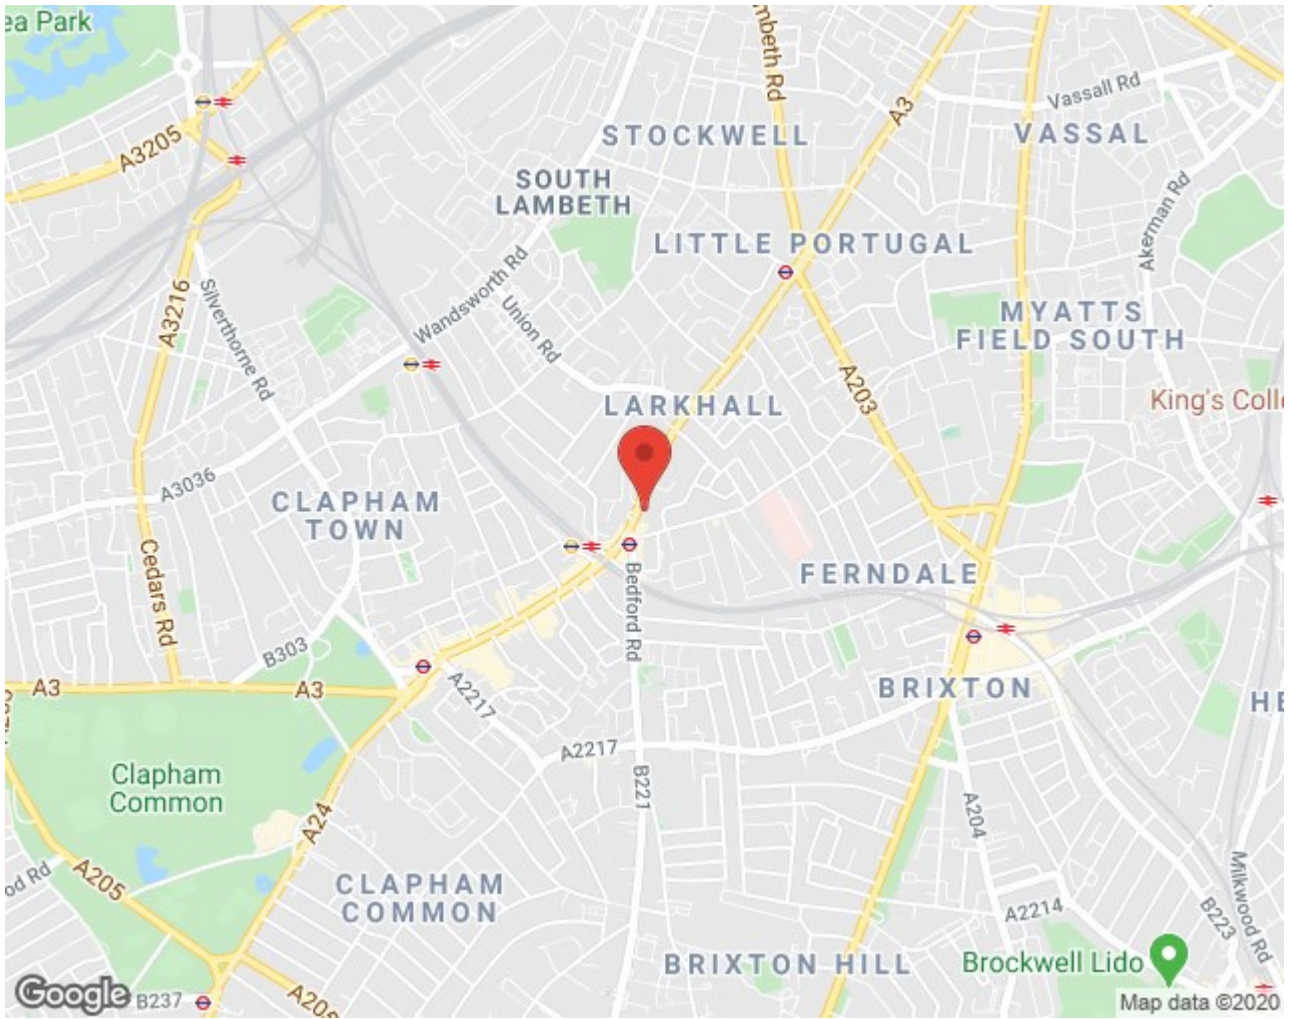 ea Park
mbeth Rd
A3
Vassall Rd
A3205
STOCKWELL
VASSAL
SOUTH
LAMBETH
Akerman Rd
LITTLE PORTUGAL
Wandsworth Rd
Silverthorne Rd
A3216
Union Rd
MYATTS
FIELD SOUTH
A203
King's Colle
LARKHALL
A3036
CLAPHAM
TOWN
Cedars Rd
FERNDALE
Bedford Rd
B303
A3
A3
A2217
BRIXTON
HE
A2217
B221
Clapham
Common
A24
A204
A205
od Rd
CLAPHAM
COMMON
A2214
B223
Milkwood Rd
BRIXTON HILL
Brockwell Lido
Google
B237
A205
Map data ©2020